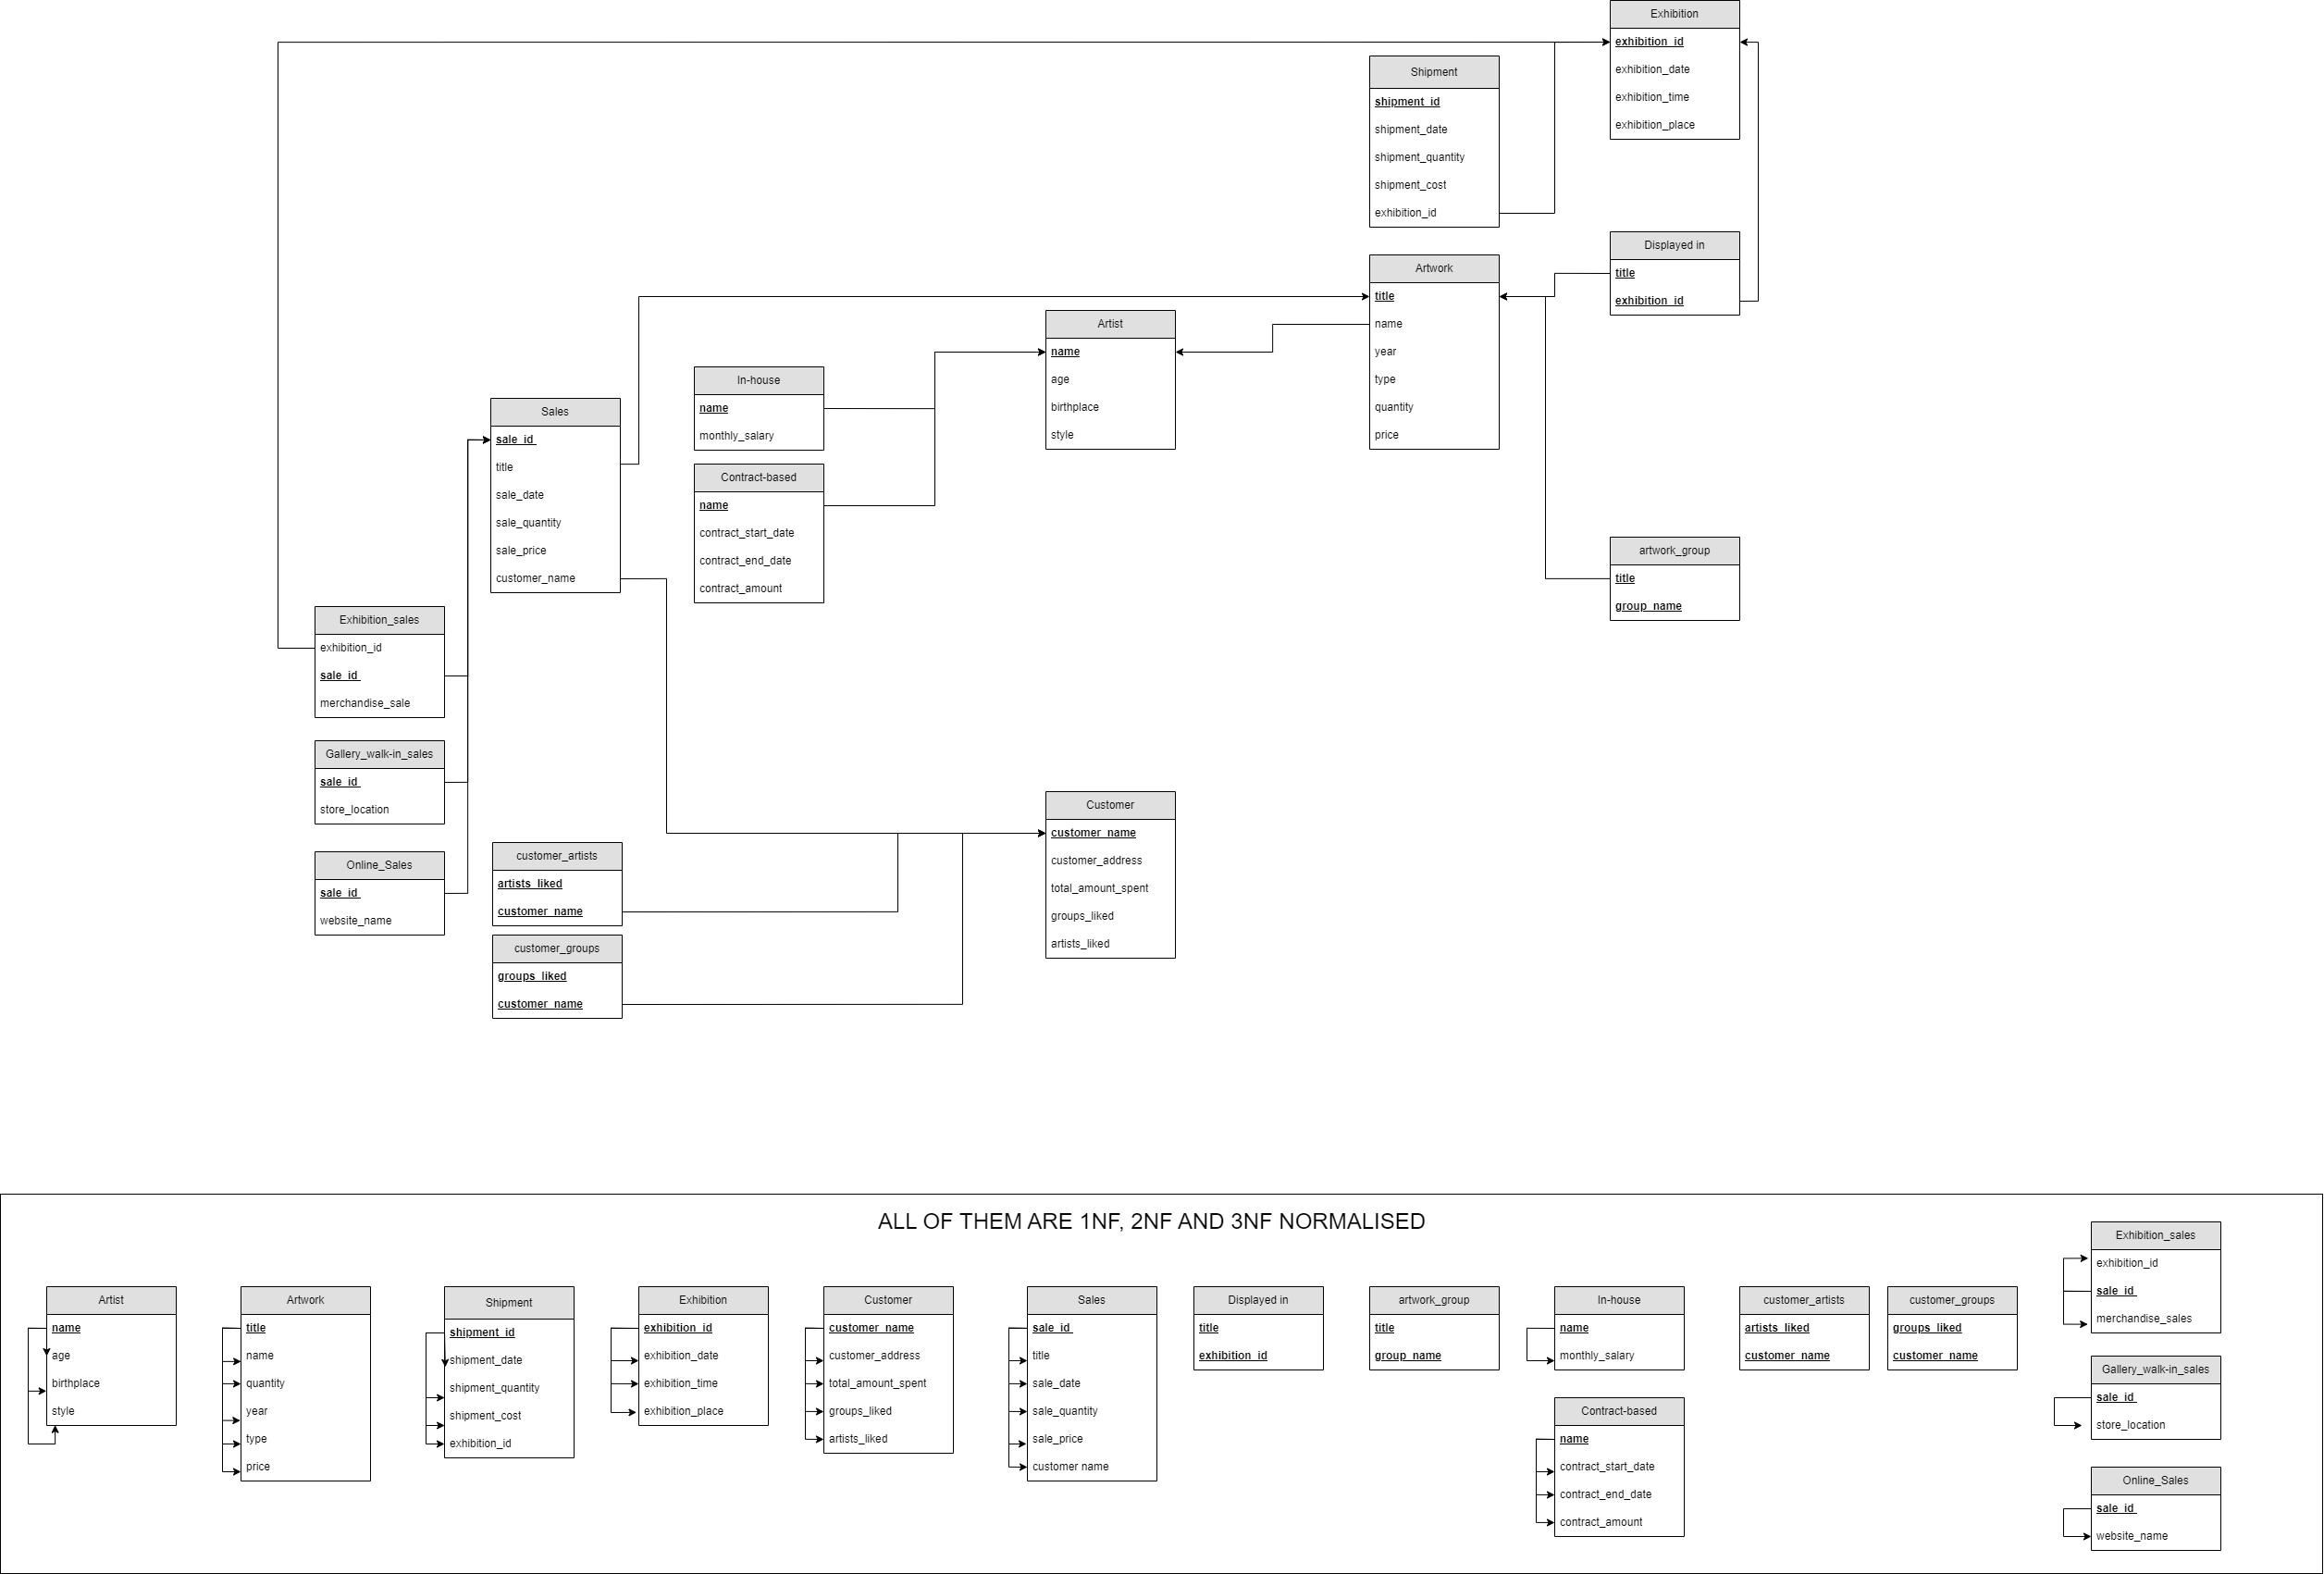 Exhibition
exhibition_id
exhibition_date
exhibition_time
exhibition_place
Shipment
shipment_id
shipment_date
shipment_quantity
shipment_cost
exhibition_id
Displayed in
title
exhibition_id
Artwork
title
name
year
type
quantity
price
Artist
name
age
birthplace
style
In-house
name
monthly_salary
Contract-based
name
contract_start_date
contract_end_date
contract_amount
Sales
sale_id
title
sale_date
sale_quantity
sale_price
customer_name
artwork_group
title
group_name
Exhibition_sales
exhibition_id
sale_id
merchandise_sale
Gallery_walk-in_sales
sale_id
store_location
Online_Sales
sale_id
website_name
customer_artists
artists_liked
customer_name
customer_groups
groups_liked
customer_name
Customer
customer_name
customer_address
total_amount_spent
groups_liked
artists_liked
ALL OF THEM ARE 1NF, 2NF AND 3NF NORMALISED
Artist
name
age
birthplace
style
Artwork
title
name
quantity
year
type
price
Shipment
shipment_id
shipment_date
shipment_quantity
shipment_cost
exhibition_id
Exhibition
exhibition_id
exhibition_date
exhibition_time
exhibition_place
Customer
customer_name
customer_address
total_amount_spent
groups_liked
artists_liked
Sales
sale_id
title
sale_date
sale_quantity
sale_price
customer name
Displayed in
title
exhibition_id
artwork_group
title
group_name
In-house
name
monthly_salary
Contract-based
name
contract_start_date
contract_end_date
contract_amount
customer_artists
artists_liked
customer_name
customer_groups
groups_liked
customer_name
Exhibition_sales
exhibition_id
sale_id
merchandise_sales
Gallery_walk-in_sales
sale_id
store_location
Online_Sales
sale_id
website_name